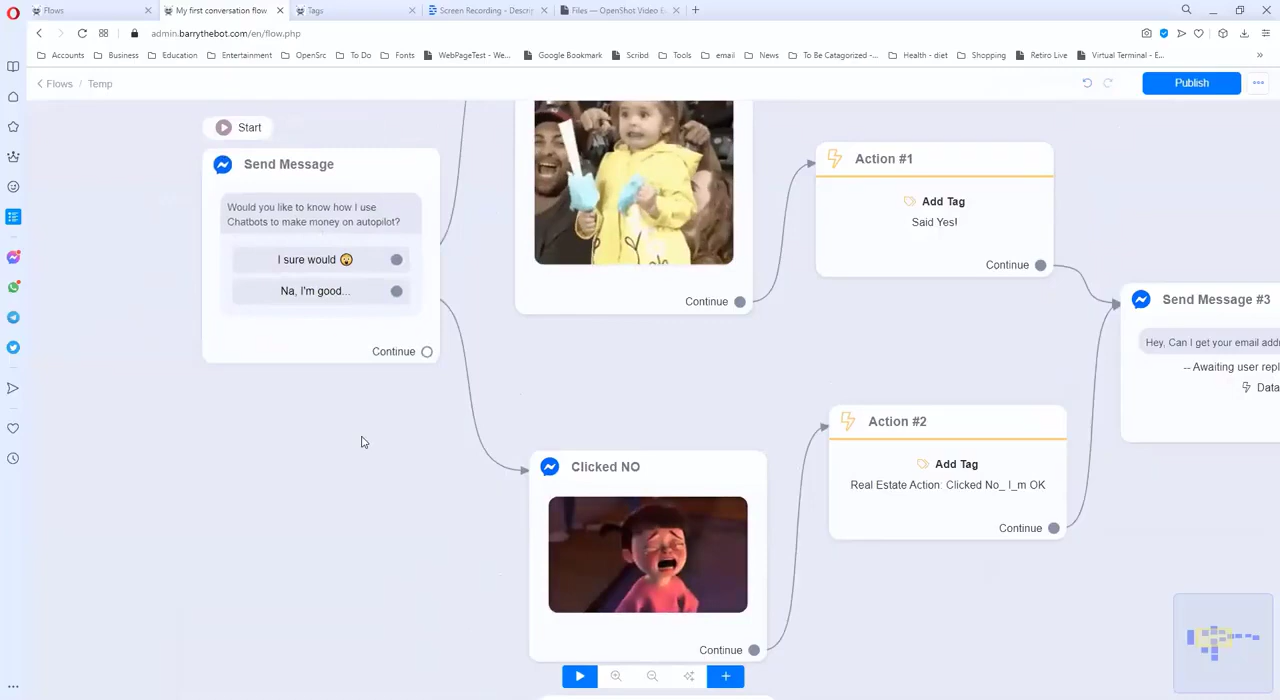 Flows
My first conversation flow
Tags
Screen Recording - Descri
Files — OpenShot Video E
admin.barrythebot.com/en/flow.php
Accounts
Business
Education
Entertainment
OpenSrc
To Do
Fonts
WebPageTest - We...
Google Bookmark
Scribd
Tools
email
News
To Be Catagorized -...
Health - diet
Shopping
Retiro Live
Virtual Terminal - E...
Flows / Temp
Publish
Start
Send Message
Would you like to know how I use
Chatbots to make money on autopilot?
I sure would 😲
Na, I'm good...
Continue
Continue
Action #1
Add Tag
Said Yes!
Continue
Send Message #3
Hey, Can I get your email addr
-- Awaiting user repl
Data
Clicked NO
Continue
Action #2
Add Tag
Real Estate Action: Clicked No_ I_m OK
Continue